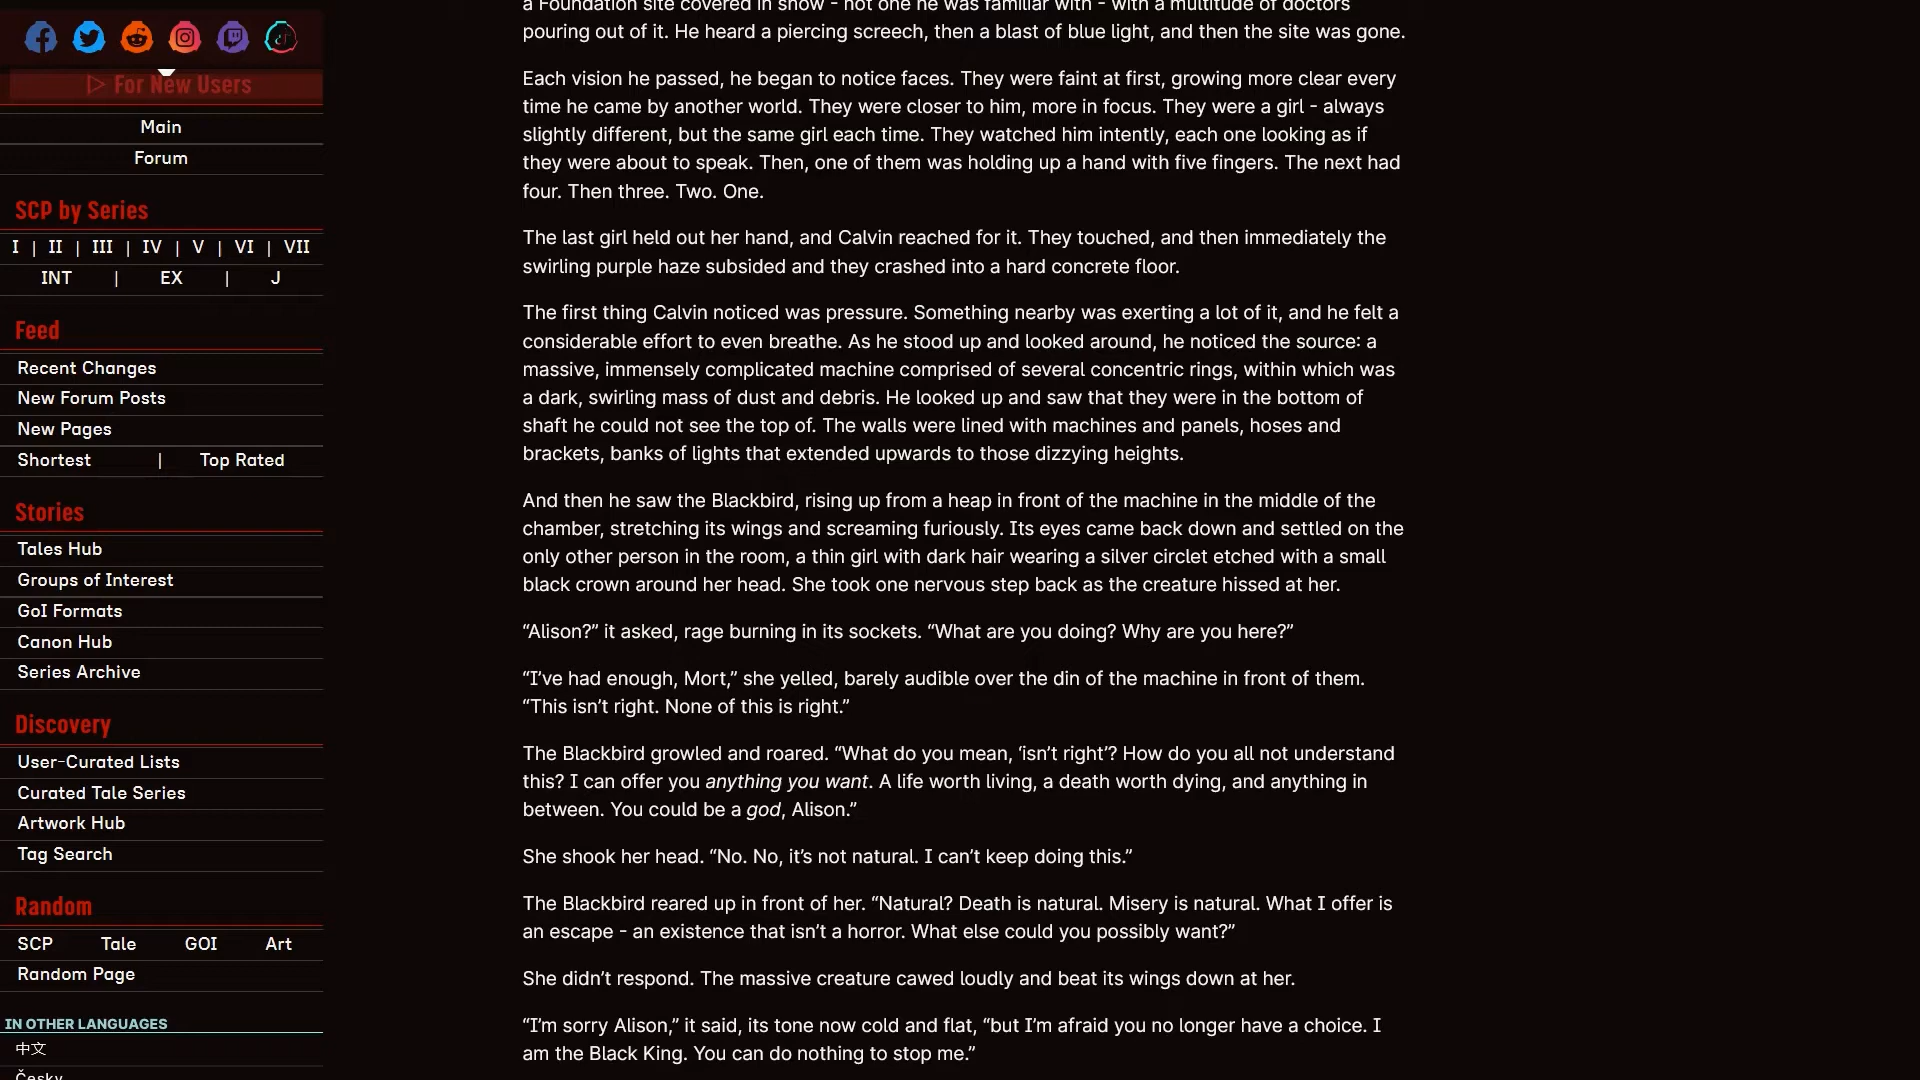 ▷ For New Users
Main
Forum
SCP by Series
I | II | III | IV | V | VI | VII
INT | EX | J
Feed
Recent Changes
New Forum Posts
New Pages
Shortest | Top Rated
Stories
Tales Hub
Groups of Interest
GoI Formats
Canon Hub
Series Archive
Discovery
User-Curated Lists
Curated Tale Series
Artwork Hub
Tag Search
Random
SCP Tale GOI Art
Random Page
IN OTHER LANGUAGES
中文
Česky
a Foundation site covered in snow - not one he was familiar with - with a multitude of doctors
pouring out of it. He heard a piercing screech, then a blast of blue light, and then the site was gone.
Each vision he passed, he began to notice faces. They were faint at first, growing more clear every
time he came by another world. They were closer to him, more in focus. They were a girl - always
slightly different, but the same girl each time. They watched him intently, each one looking as if
they were about to speak. Then, one of them was holding up a hand with five fingers. The next had
four. Then three. Two. One.
The last girl held out her hand, and Calvin reached for it. They touched, and then immediately the
swirling purple haze subsided and they crashed into a hard concrete floor.
The first thing Calvin noticed was pressure. Something nearby was exerting a lot of it, and he felt a
considerable effort to even breathe. As he stood up and looked around, he noticed the source: a
massive, immensely complicated machine comprised of several concentric rings, within which was
a dark, swirling mass of dust and debris. He looked up and saw that they were in the bottom of
shaft he could not see the top of. The walls were lined with machines and panels, hoses and
brackets, banks of lights that extended upwards to those dizzying heights.
And then he saw the Blackbird, rising up from a heap in front of the machine in the middle of the
chamber, stretching its wings and screaming furiously. Its eyes came back down and settled on the
only other person in the room, a thin girl with dark hair wearing a silver circlet etched with a small
black crown around her head. She took one nervous step back as the creature hissed at her.
“Alison?” it asked, rage burning in its sockets. “What are you doing? Why are you here?”
“I’ve had enough, Mort,” she yelled, barely audible over the din of the machine in front of them.
“This isn’t right. None of this is right.”
The Blackbird growled and roared. “What do you mean, ‘isn’t right’? How do you all not understand
this? I can offer you anything you want. A life worth living, a death worth dying, and anything in
between. You could be a god, Alison.”
She shook her head. “No. No, it’s not natural. I can’t keep doing this.”
The Blackbird reared up in front of her. “Natural? Death is natural. Misery is natural. What I offer is
an escape - an existence that isn’t a horror. What else could you possibly want?”
She didn’t respond. The massive creature cawed loudly and beat its wings down at her.
“I’m sorry Alison,” it said, its tone now cold and flat, “but I’m afraid you no longer have a choice. I
am the Black King. You can do nothing to stop me.”